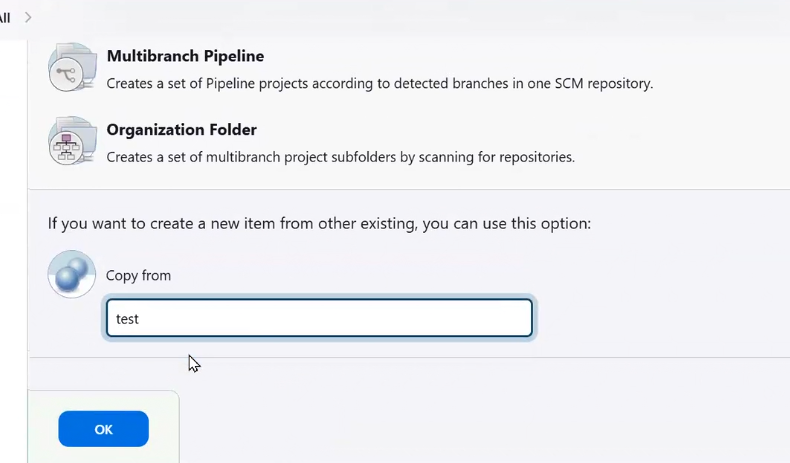 All
Multibranch Pipeline
Creates a set of Pipeline projects according to detected branches in one SCM repository.
Organization Folder
Creates a set of multibranch project subfolders by scanning for repositories.
If you want to create a new item from other existing, you can use this option:
Copy from
test
OK